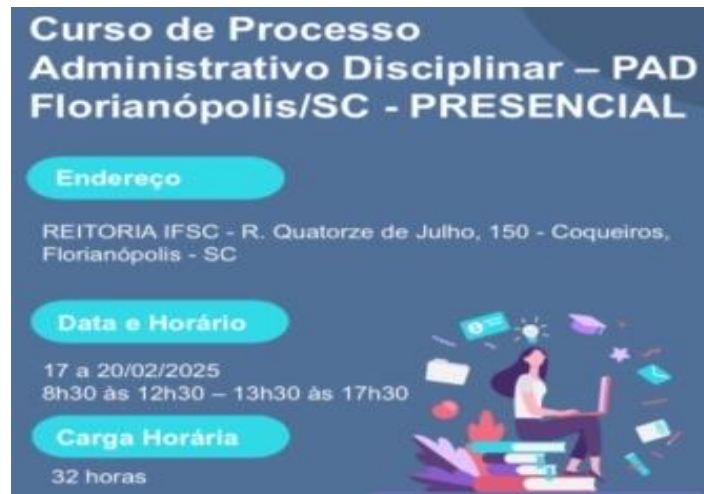 Curso de Processo
Administrativo Disciplinar – PAD
Florianópolis/SC - PRESENCIAL
Endereço
REITORIA IFSC - R. Quatorze de Julho, 150 - Coqueiros,
Florianópolis - SC
Data e Horário
17 a 20/02/2025
8h30 às 12h30 – 13h30 às 17h30
Carga Horária
32 horas